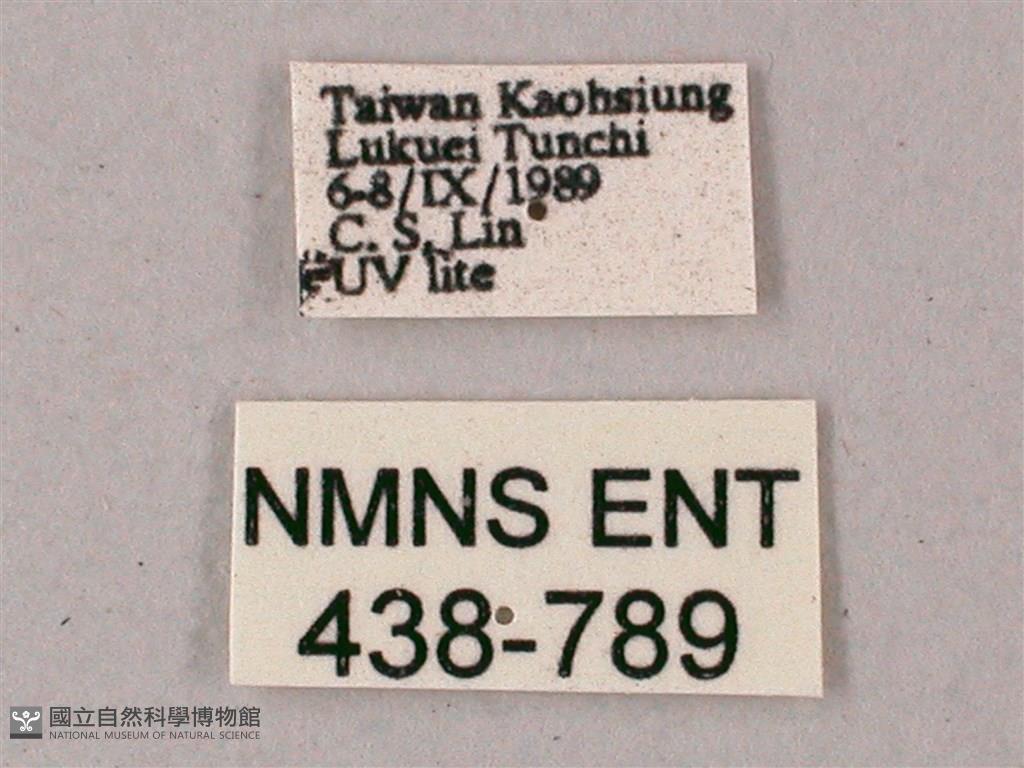 Taiwan Kaohsiung
Lukuei Tunchi
6-8/IX/1989
C. S. Lin
UV lite
NMNS ENT
438-789
國立自然科學博物館
NATIONAL MUSEUM OF NATURAL SCIENCE